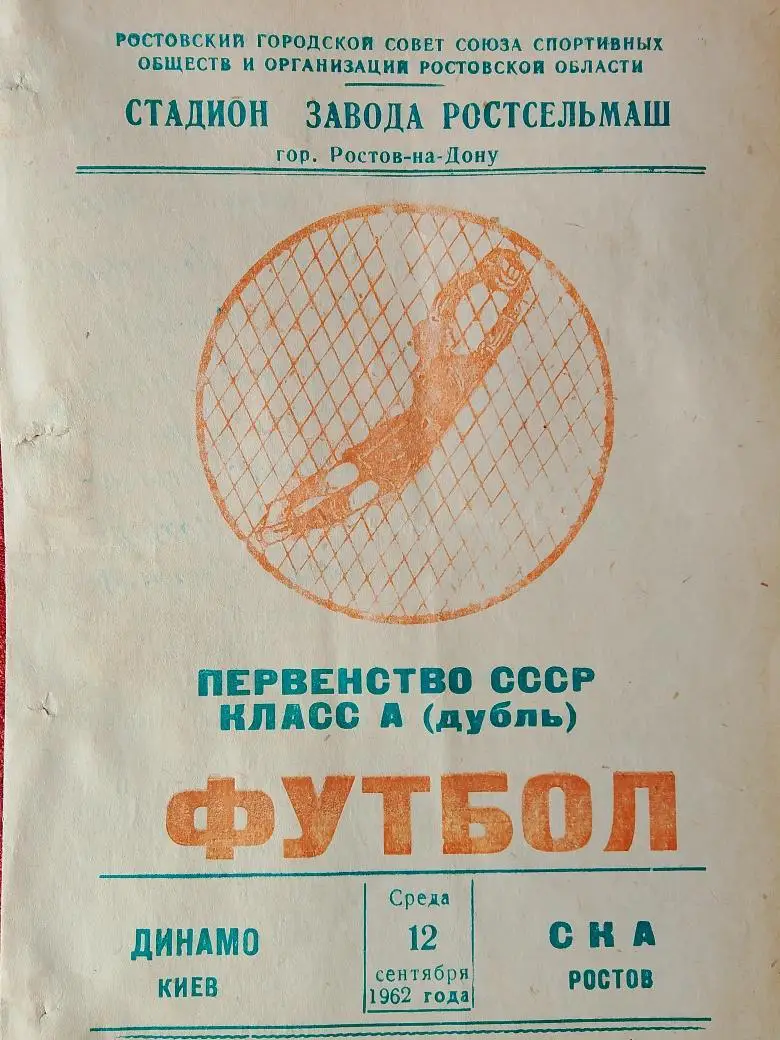 РОСТОВСКИЙ ГОРОДСКОЙ СОВЕТ СОЮЗА СПОРТИВНЫХ
ОБЩЕСТВ И ОРГАНИЗАЦИЙ РОСТОВСКОЙ ОБЛАСТИ
СТАДИОН ЗАВОДА РОСТСЕЛЬМАШ
гор. Ростов-на-Дону
ПЕРВЕНСТВО СССР
КЛАСС А (дубль)
ФУТБОЛ
ДИНАМО
КИЕВ
Среда
12
сентября
1962 года
СКА
РОСТОВ